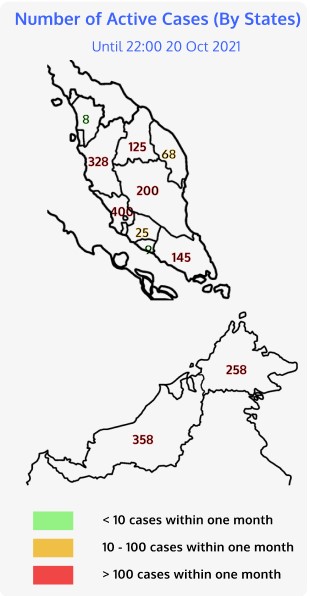 Number of Active Cases (By States)
Until 22:00 20 Oct 2021
8
125
68
328
200
400
25
145
258
358
< 10 cases within one month
10 - 100 cases within one month
> 100 cases within one month